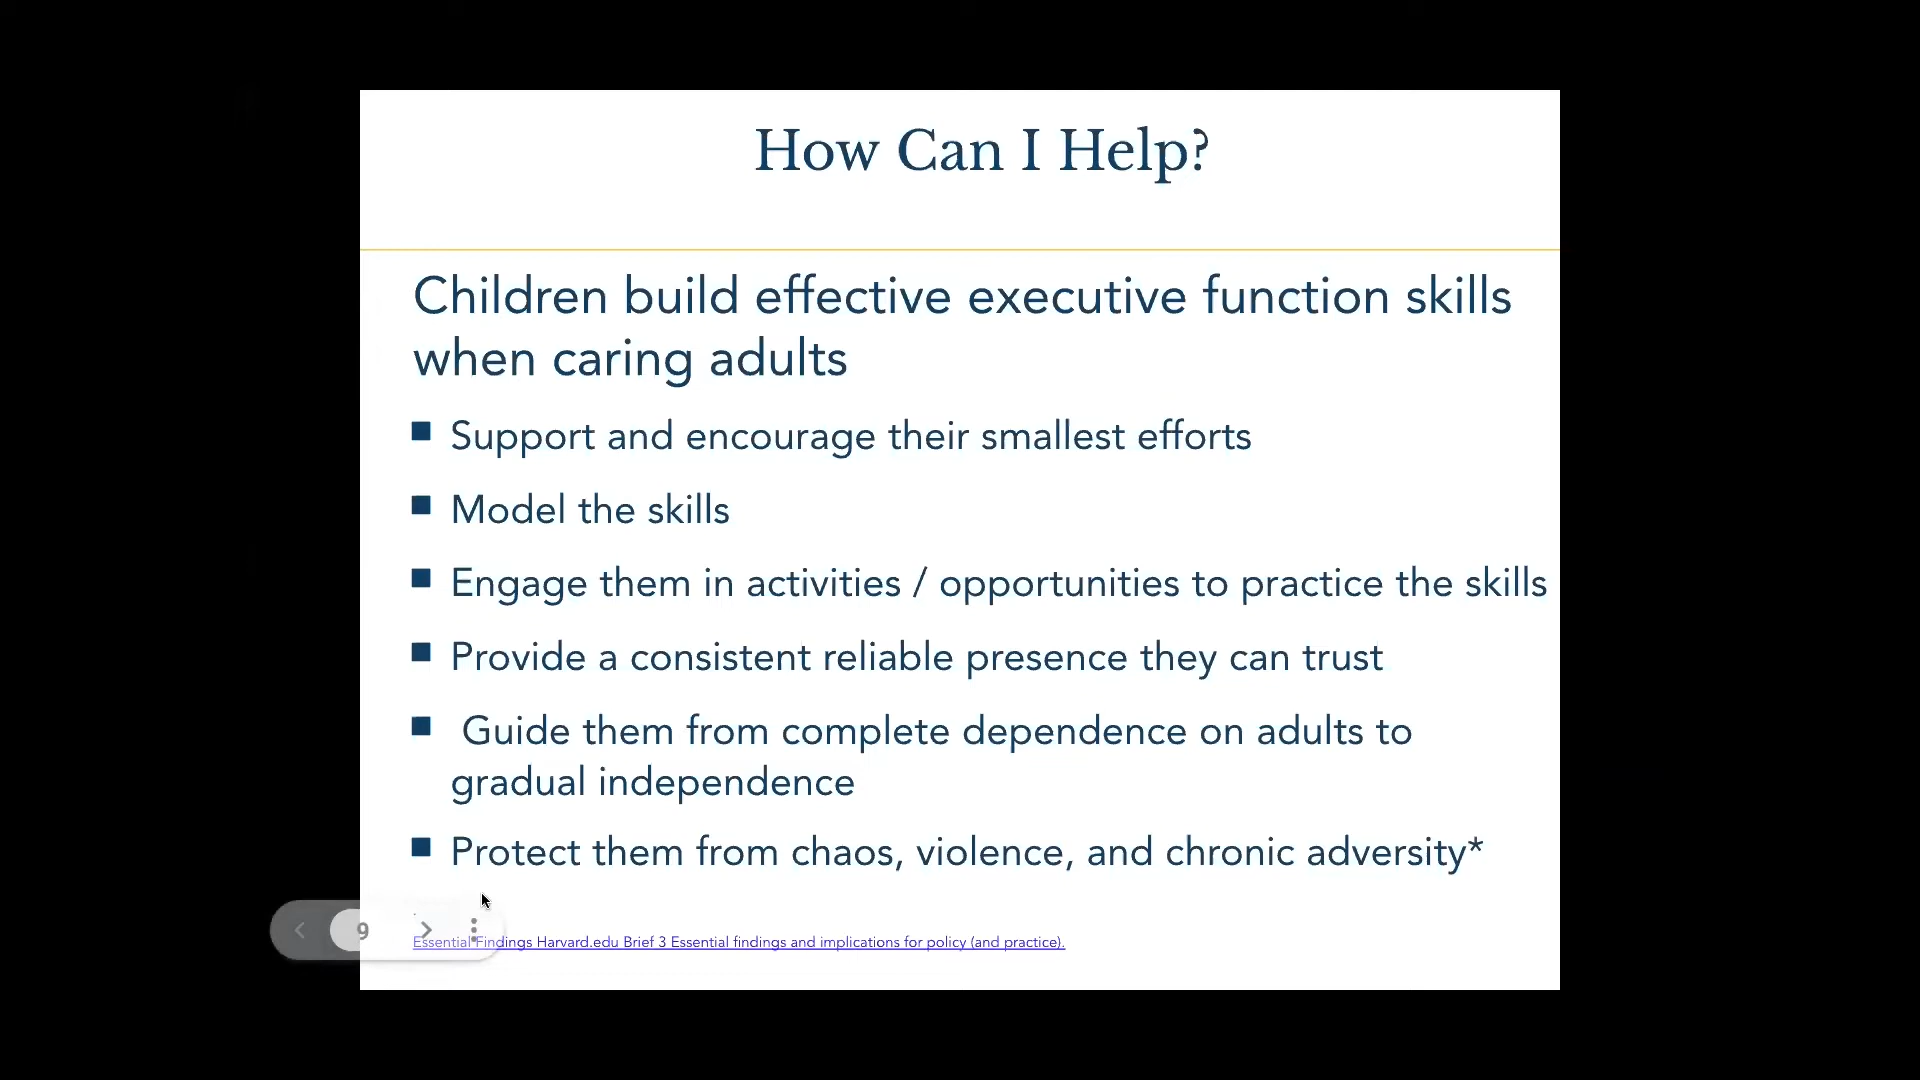 How Can I Help?
Children build effective executive function skills
when caring adults
Support and encourage their smallest efforts
Model the skills
Engage them in activities / opportunities to practice the skills
Provide a consistent reliable presence they can trust
Guide them from complete dependence on adults to
gradual independence
Protect them from chaos, violence, and chronic adversity*
9
Essential Findings Harvard.edu Brief 3 Essential findings and implications for policy (and practice).